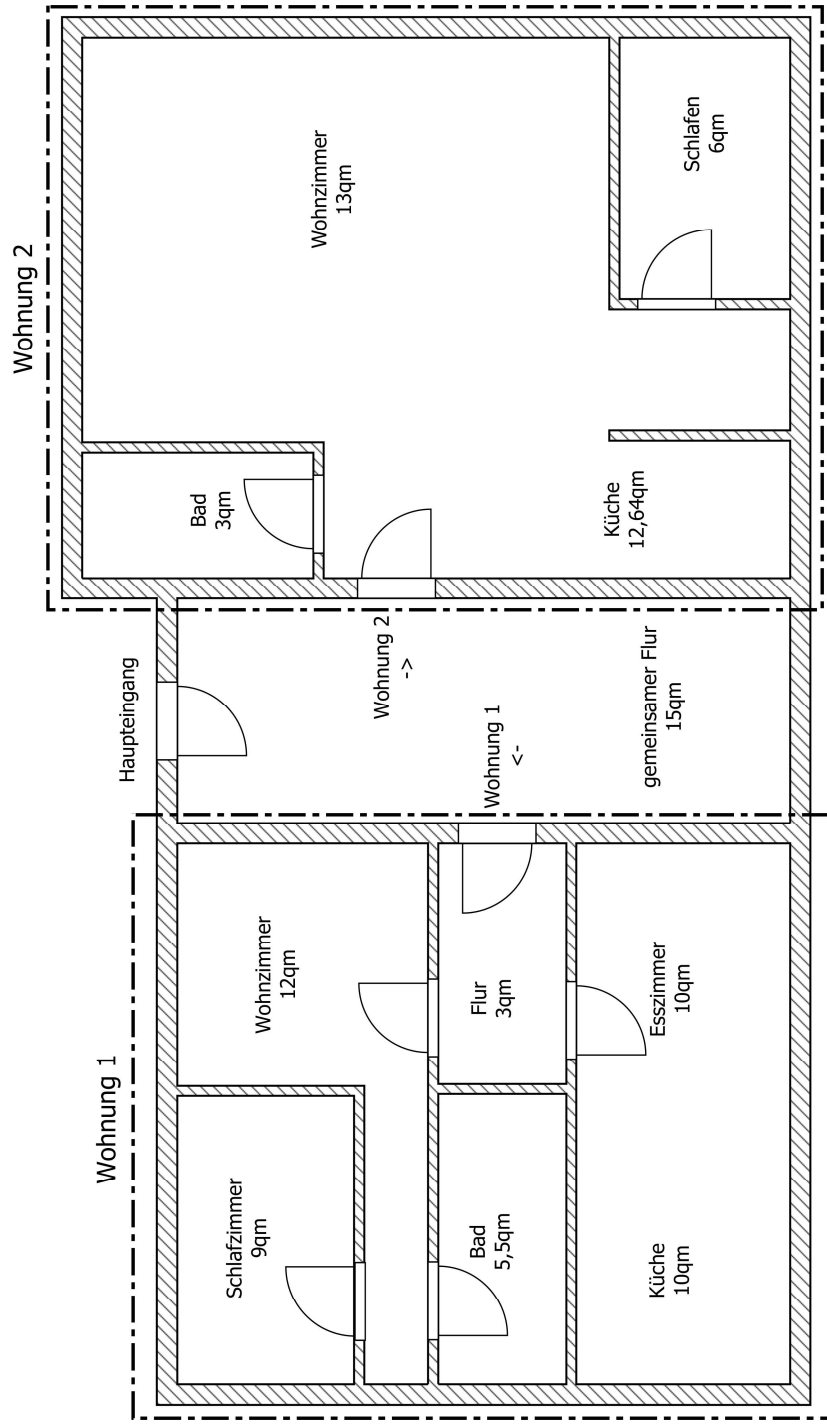 Wohnung 1
Schlafzimmer
9qm
Wohnzimmer
12qm
Bad
5,5qm
Flur
3qm
Küche
10qm
Esszimmer
10qm
Haupteingang
Wohnung 2
->
Wohnung 1
<-
gemeinsamer Flur
15qm
Wohnung 2
Bad
3qm
Wohnzimmer
13qm
Küche
12,64qm
Schlafen
6qm